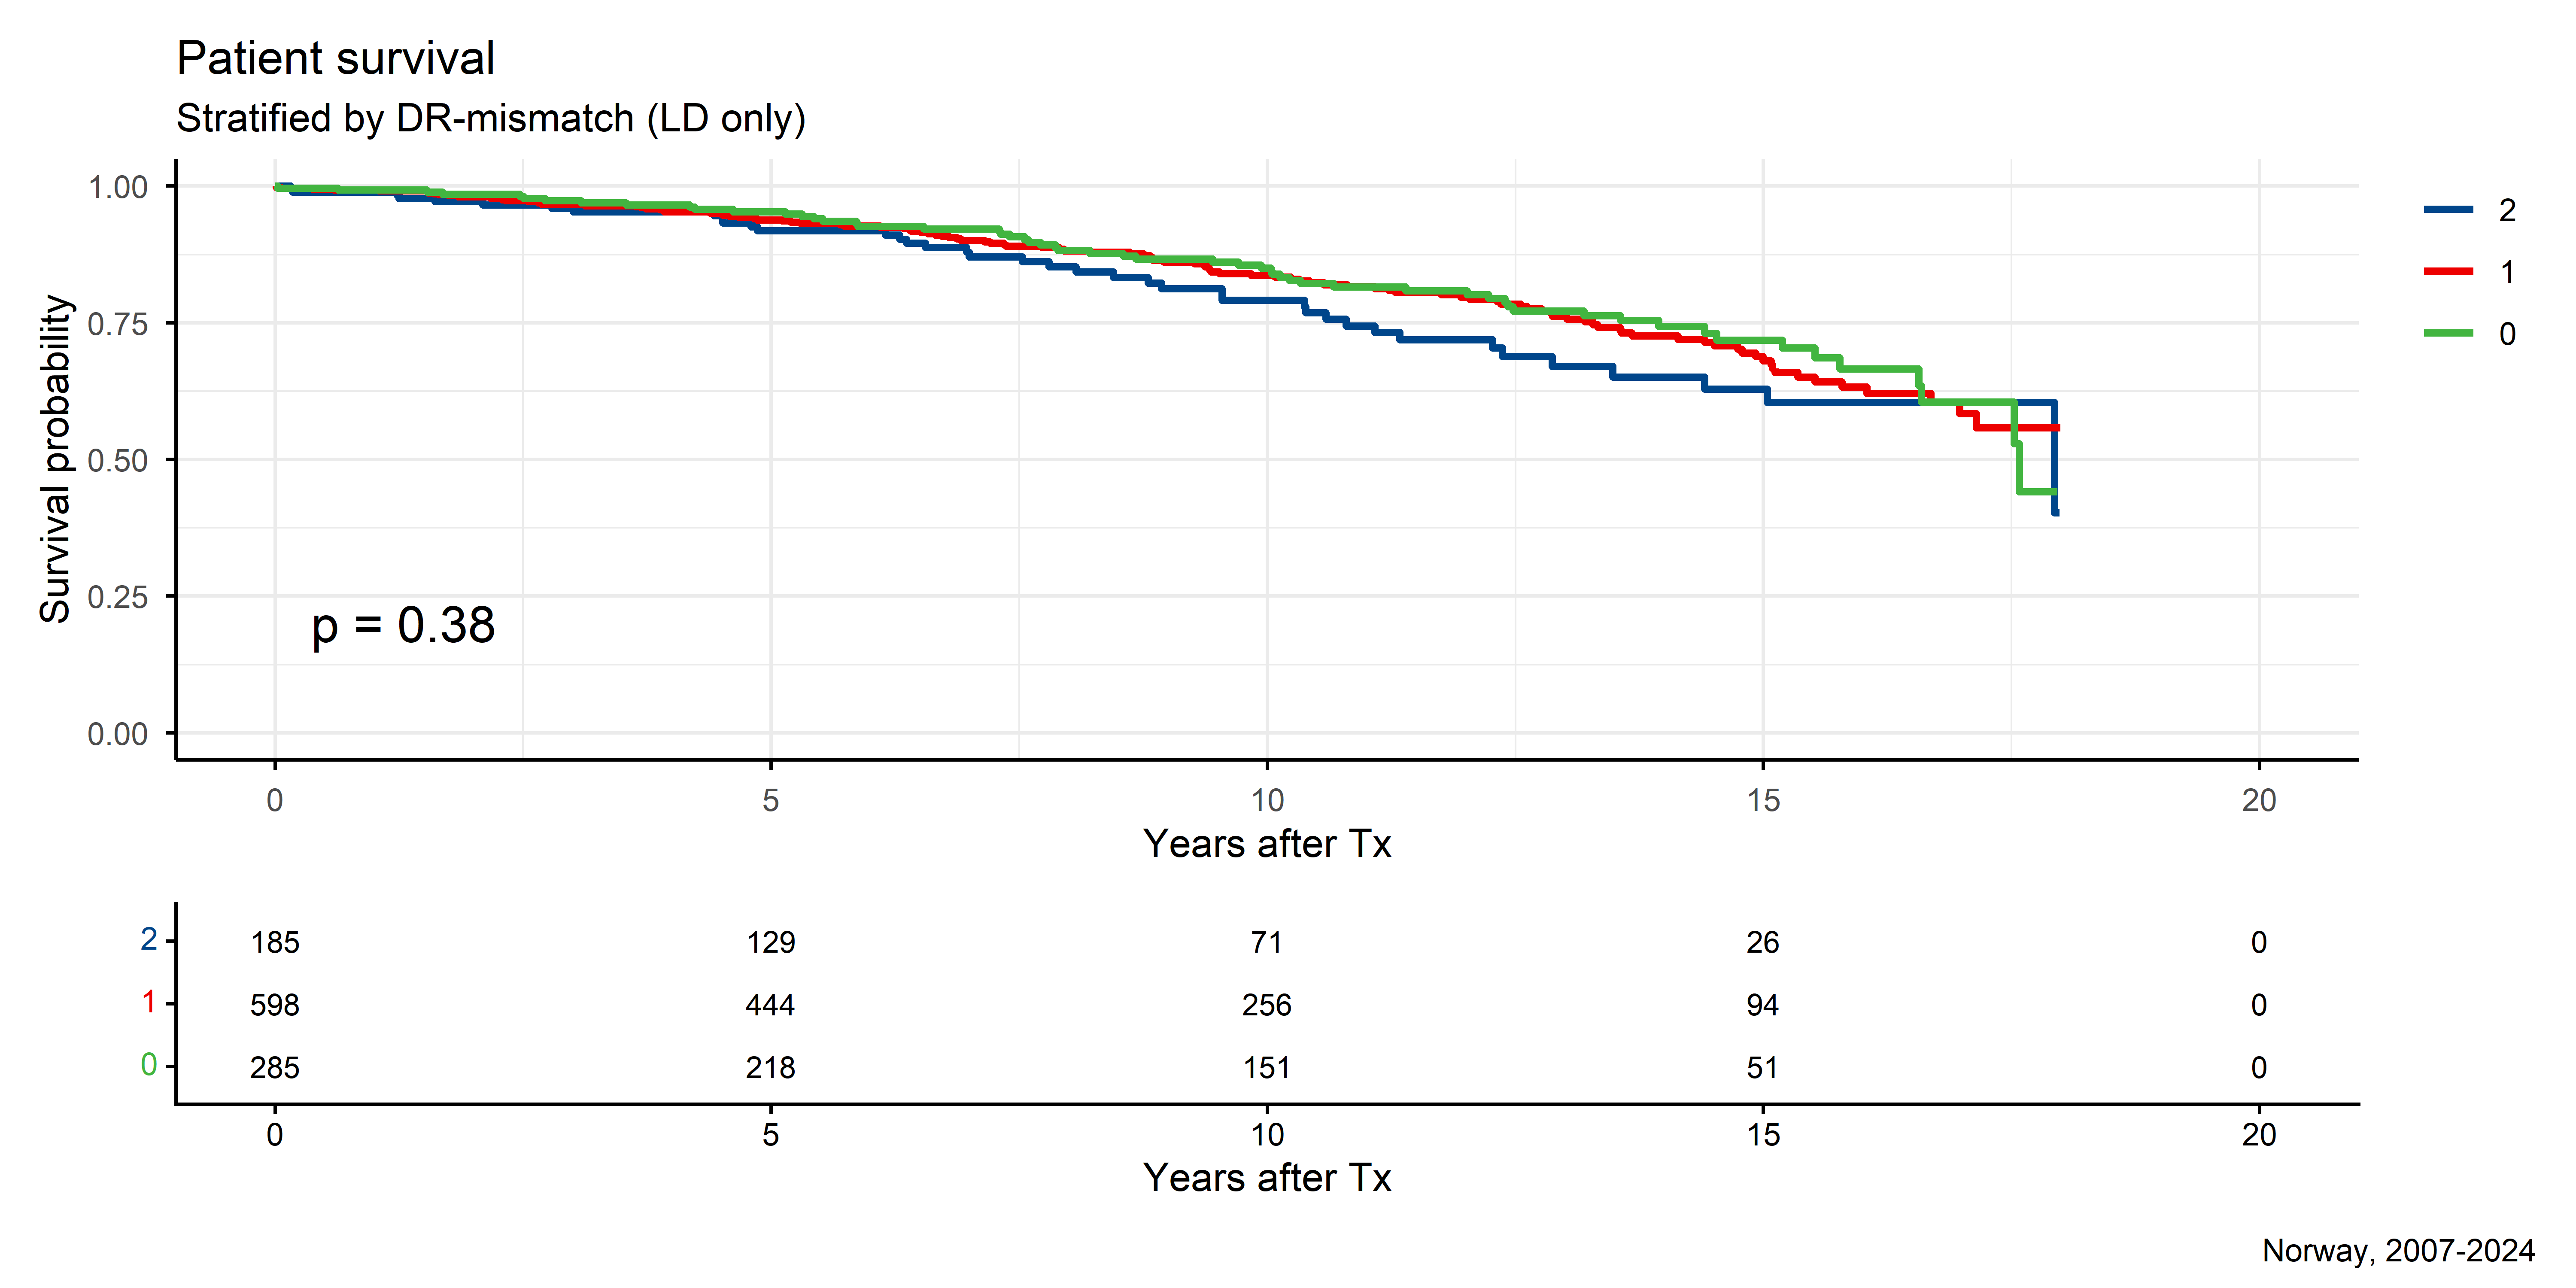 Patient survival
Stratified by DR-mismatch (LD only)
Survival probability
1.00
0.75
0.50
0.25
0.00
p = 0.38
2
1
0
0 5 10 15 20
Years after Tx
2 185 129 71 26 0
1 598 444 256 94 0
0 285 218 151 51 0
0 5 10 15 20
Years after Tx
Norway, 2007-2024